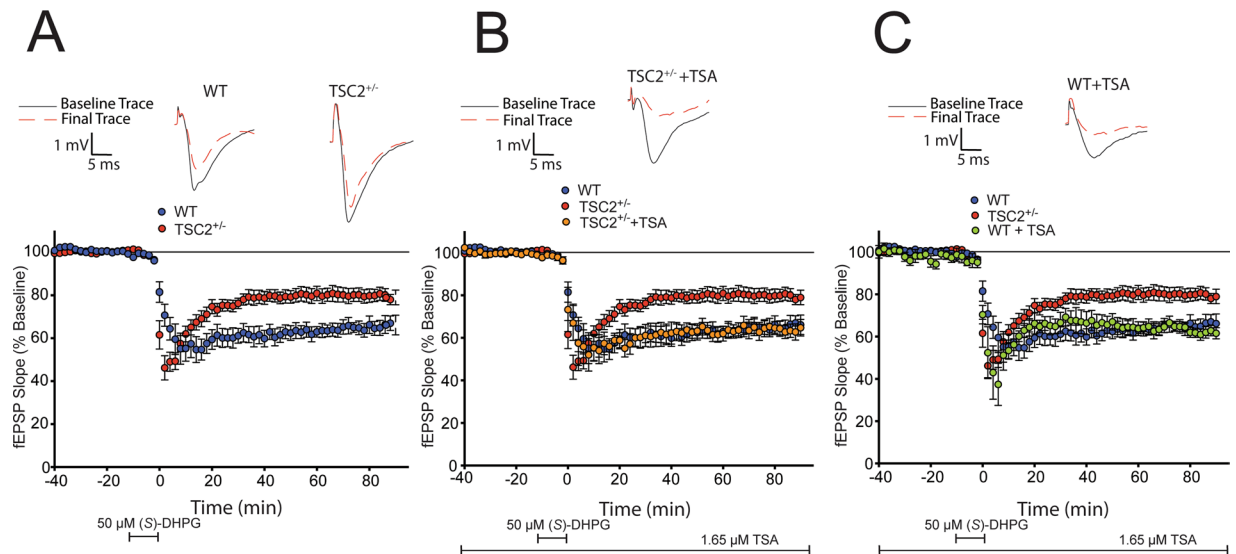 A
WT
TSC2+/-
Baseline Trace
Final Trace
1 mV
5 ms
WT
TSC2+/-
fEPSP Slope (% Baseline)
100
80
60
40
20
0
-40 -20 0 20 40 60 80
Time (min)
50 µM (S)-DHPG
B
TSC2+/- +TSA
Baseline Trace
Final Trace
1 mV
5 ms
WT
TSC2+/-
TSC2+/-+TSA
fEPSP Slope (% Baseline)
100
80
60
40
20
0
-40 -20 0 20 40 60 80
Time (min)
50 µM (S)-DHPG
1.65 µM TSA
C
WT+TSA
Baseline Trace
Final Trace
1 mV
5 ms
WT
TSC2+/-
WT + TSA
fEPSP Slope (% Baseline)
100
80
60
40
20
0
-40 -20 0 20 40 60 80
Time (min)
50 µM (S)-DHPG
1.65 µM TSA